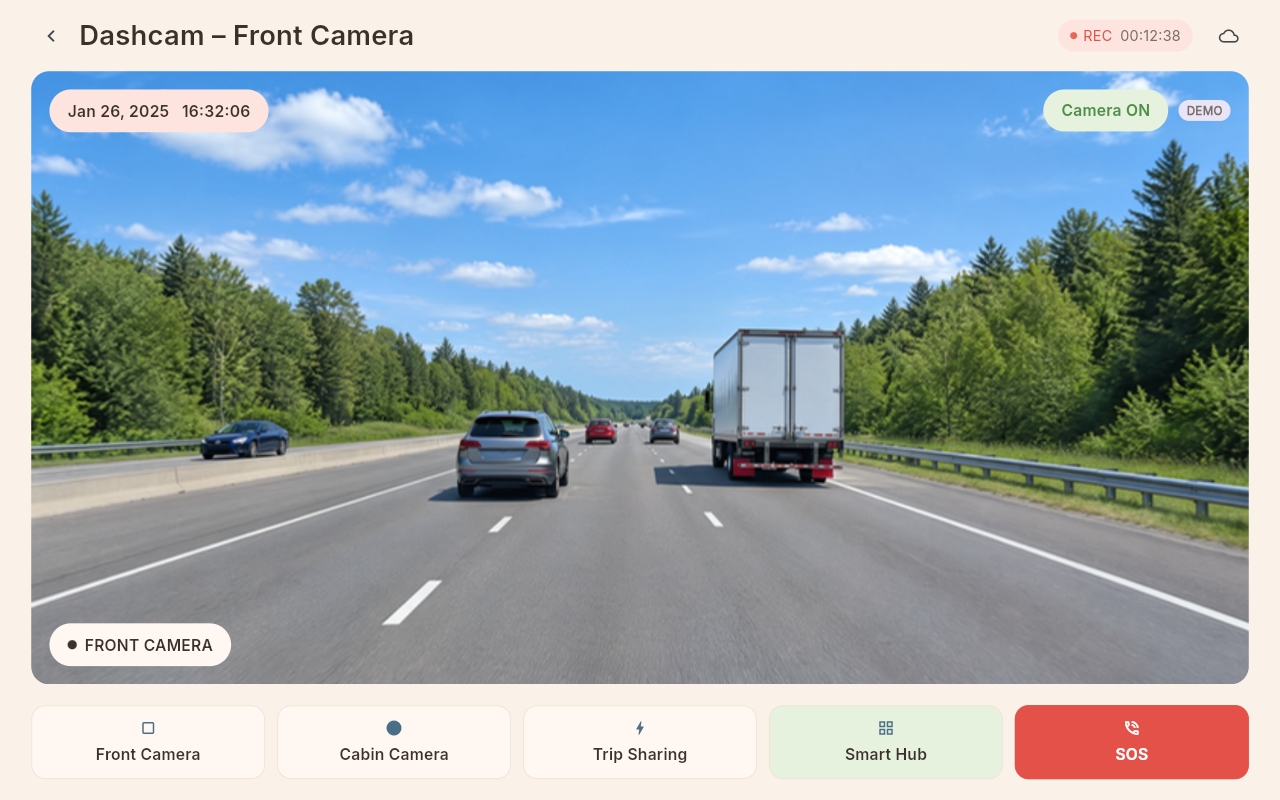 Dashcam – Front Camera
REC 00:12:38
Jan 26, 2025 16:32:06
Camera ON
DEMO
FRONT CAMERA
Front Camera
Cabin Camera
Trip Sharing
Smart Hub
SOS